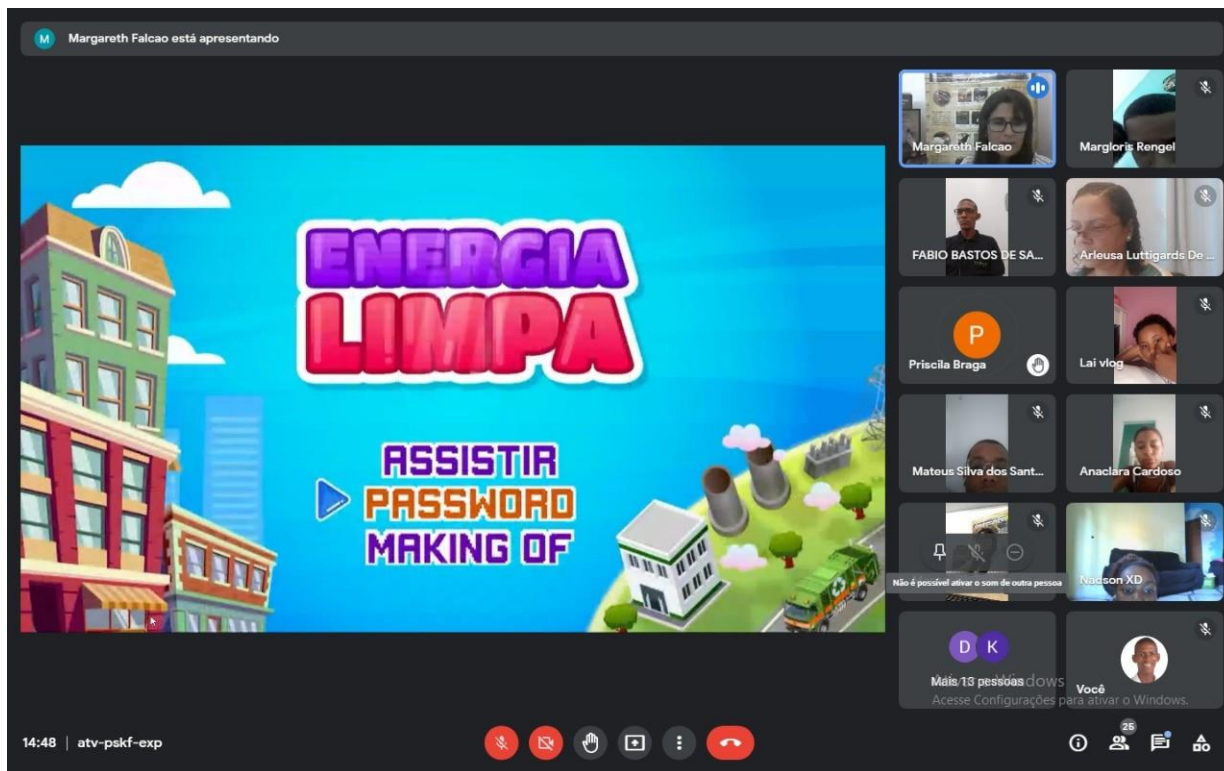 M Margareth Falcao está apresentando
ENERGIA
LIMPA
ASSISTIR
PASSWORD
MAKING OF
Margareth Falcao
Margloris Rengel
FABIO BASTOS DE SA...
Arleusa Luttigards De ...
P
Priscila Braga
Lai vlog
Mateus Silva dos Sant...
Anaclara Cardoso
Não é possível ativar o som de outra pessoa
Nadson XD
D K
Mais 13 pessoas
Você
Windows
Acesse Configurações para ativar o Windows.
14:48 | atv-pskf-exp
25